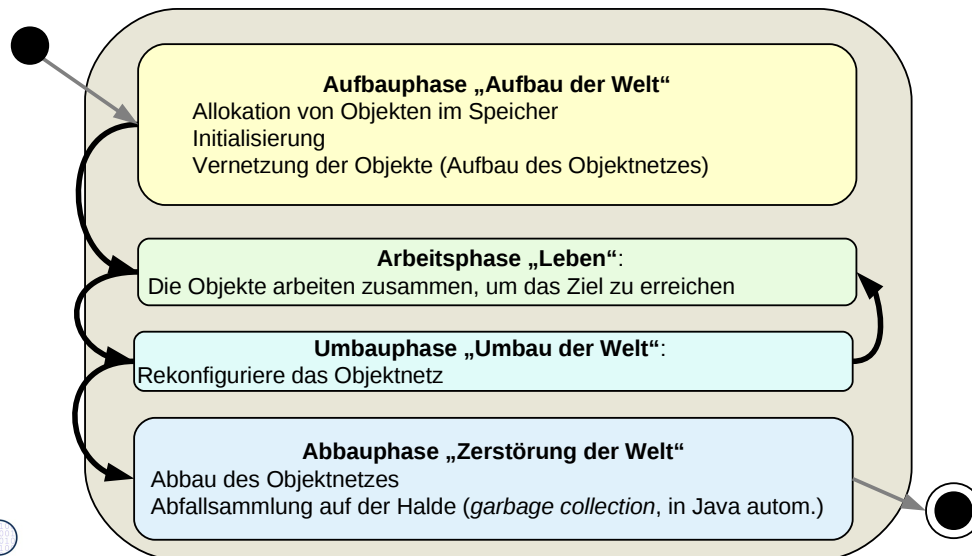 Aufbauphase „Aufbau der Welt“
Allokation von Objekten im Speicher
Initialisierung
Vernetzung der Objekte (Aufbau des Objektnetzes)
Arbeitsphase „Leben“:
Die Objekte arbeiten zusammen, um das Ziel zu erreichen
Umbauphase „Umbau der Welt“:
Rekonfiguriere das Objektnetz
Abbauphase „Zerstörung der Welt“
Abbau des Objektnetzes
Abfallsammlung auf der Halde (garbage collection, in Java autom.)